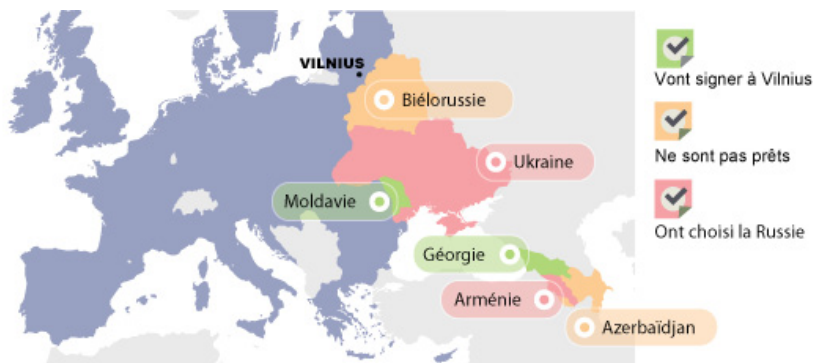 VILNIUS
Biélorussie
Ukraine
Moldavie
Géorgie
Arménie
Azerbaïdjan
Vont signer à Vilnius
Ne sont pas prêts
Ont choisi la Russie